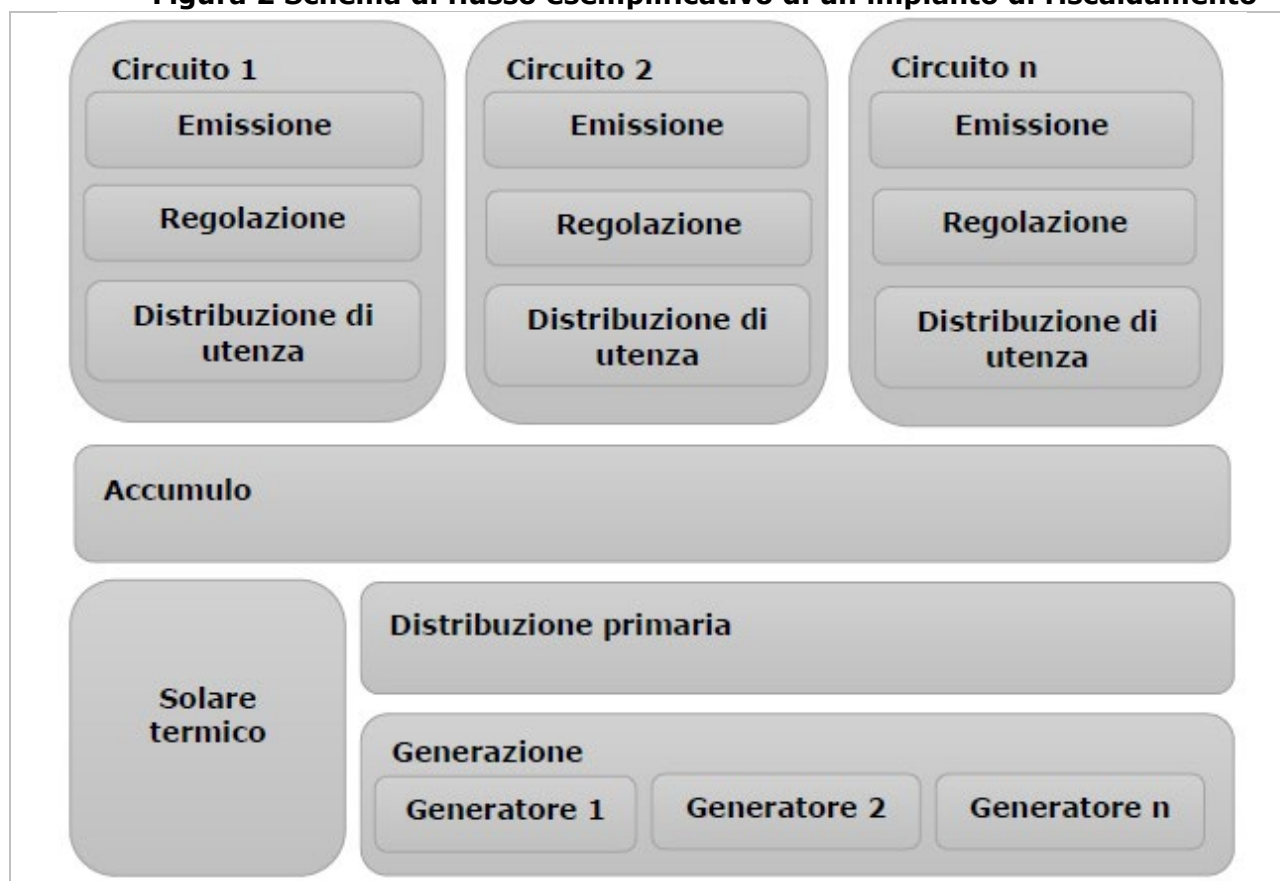 Figura 2 Schema di flusso esemplificativo di un impianto di riscaldamento
Circuito 1
Emissione
Regolazione
Distribuzione di
utenza
Circuito 2
Emissione
Regolazione
Distribuzione di
utenza
Circuito n
Emissione
Regolazione
Distribuzione di
utenza
Accumulo
Solare
termico
Distribuzione primaria
Generazione
Generatore 1
Generatore 2
Generatore n